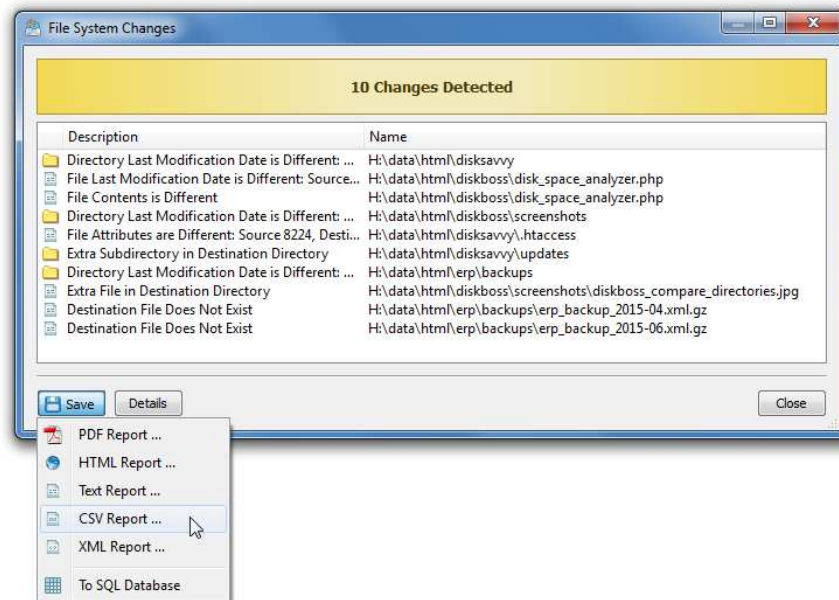 File System Changes
10 Changes Detected
Description Name
Directory Last Modification Date is Different: ... H:\data\html\disksavvy
File Last Modification Date is Different: Source... H:\data\html\diskboss\disk_space_analyzer.php
File Contents is Different H:\data\html\diskboss\disk_space_analyzer.php
Directory Last Modification Date is Different: ... H:\data\html\diskboss\screenshots
File Attributes are Different: Source 8224, Desti... H:\data\html\disksavvy\.htaccess
Extra Subdirectory in Destination Directory H:\data\html\disksavvy\updates
Directory Last Modification Date is Different: ... H:\data\html\erp\backups
Extra File in Destination Directory H:\data\html\diskboss\screenshots\diskboss_compare_directories.jpg
Destination File Does Not Exist H:\data\html\erp\backups\erp_backup_2015-04.xml.gz
Destination File Does Not Exist H:\data\html\erp\backups\erp_backup_2015-06.xml.gz
Save Details Close
PDF Report ...
HTML Report ...
Text Report ...
CSV Report ...
XML Report ...
To SQL Database